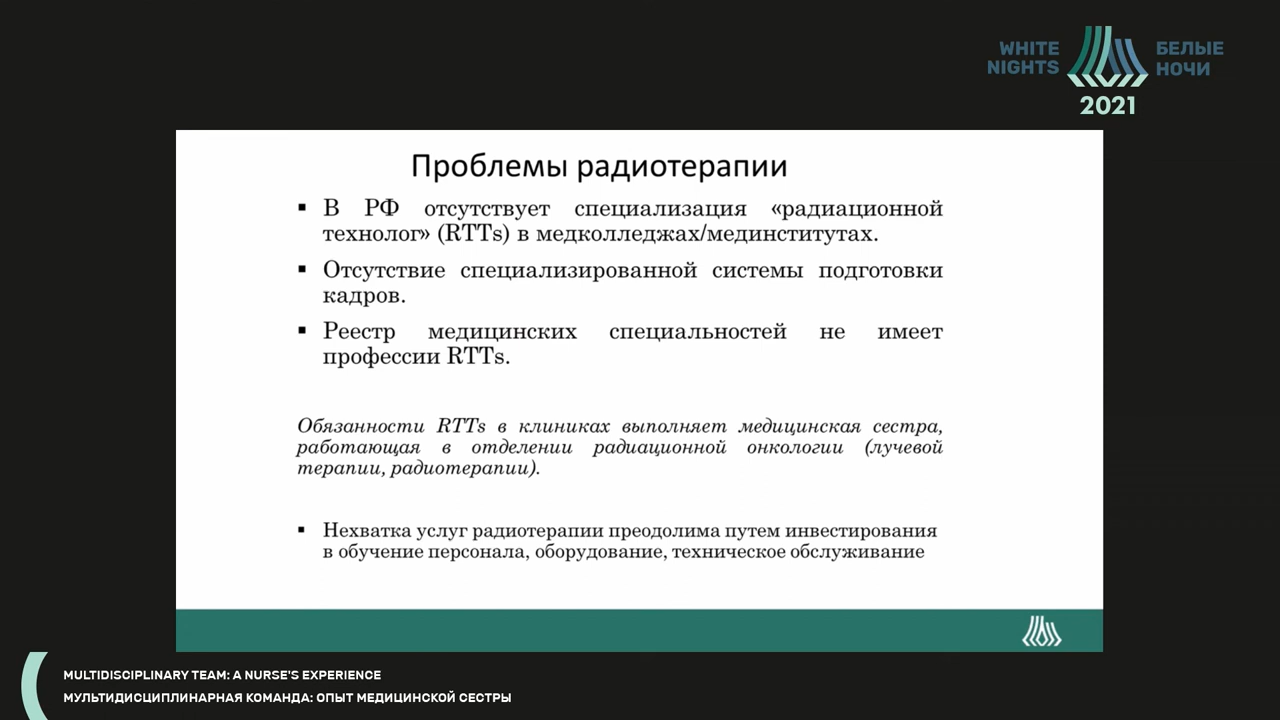 WHITE
NIGHTS
БЕЛЫЕ
НОЧИ
2021
Проблемы радиотерапии
▪ В РФ отсутствует специализация «радиационной
технолог» (RTTs) в медколледжах/мединститутах.
▪ Отсутствие специализированной системы подготовки
кадров.
▪ Реестр медицинских специальностей не имеет
профессии RTTs.
Обязанности RTTs в клиниках выполняет медицинская сестра,
работающая в отделении радиационной онкологии (лучевой
терапии, радиотерапии).
▪ Нехватка услуг радиотерапии преодолима путем инвестирования
в обучение персонала, оборудование, техническое обслуживание
MULTIDISCIPLINARY TEAM: A NURSE'S EXPERIENCE
МУЛЬТИДИСЦИПЛИНАРНАЯ КОМАНДА: ОПЫТ МЕДИЦИНСКОЙ СЕСТРЫ